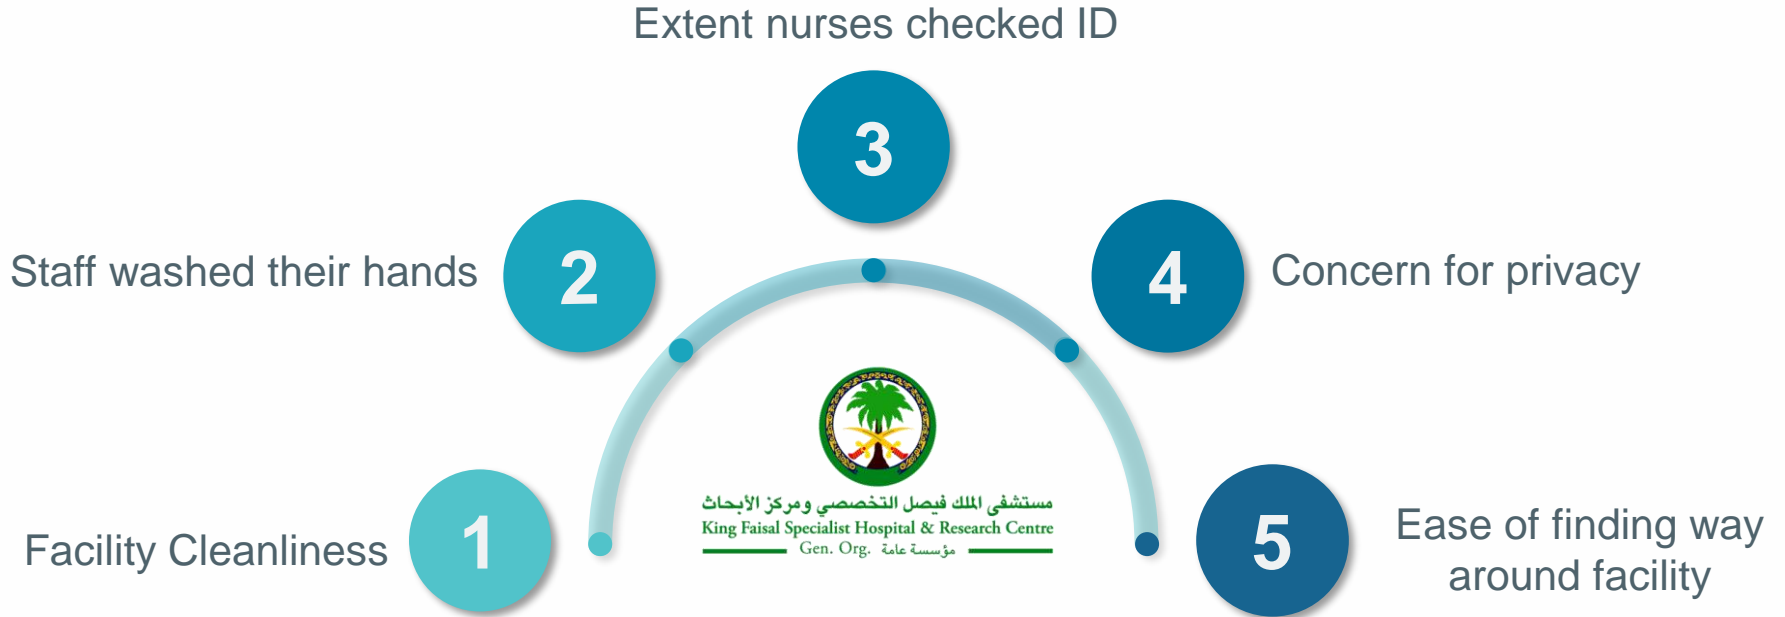 Extent nurses checked ID
3
Staff washed their hands
2
4
Concern for privacy
مستشفى الملك فيصل التخصصي ومركز الأبحاث
King Faisal Specialist Hospital & Research Centre
Gen. Org. مؤسسة عامة
Facility Cleanliness
1
5
Ease of finding way
around facility